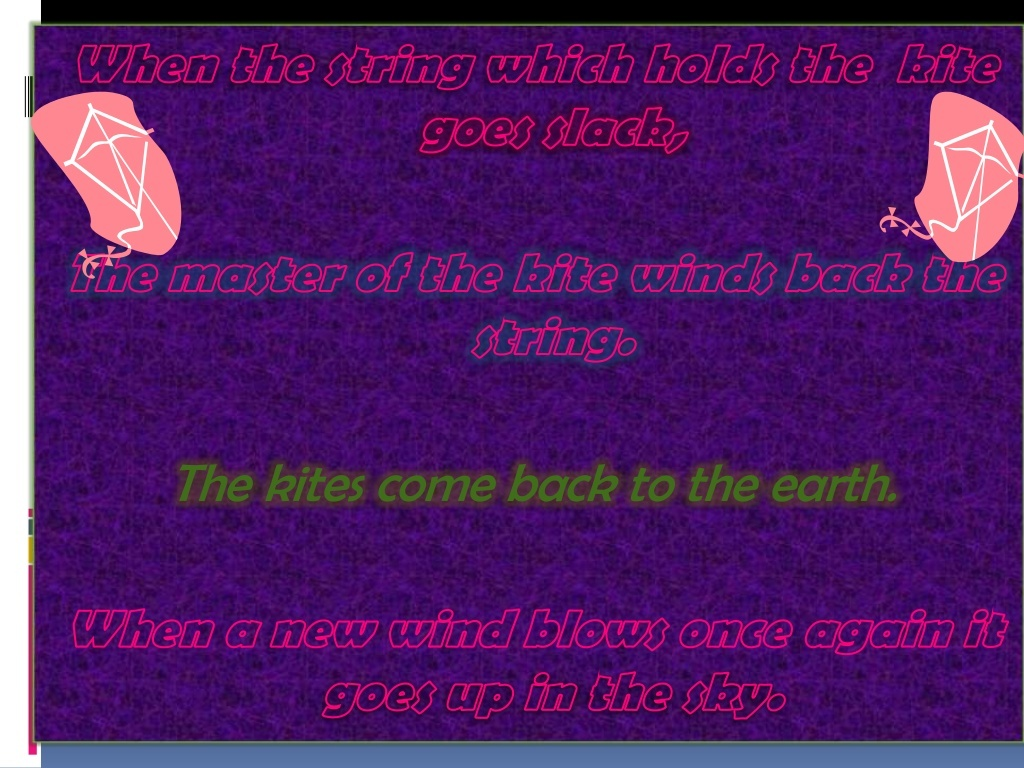 When the string which holds the kite
goes slack,
The master of the kite winds back the
string.
The kites come back to the earth.
When a new wind blows once again it
goes up in the sky.